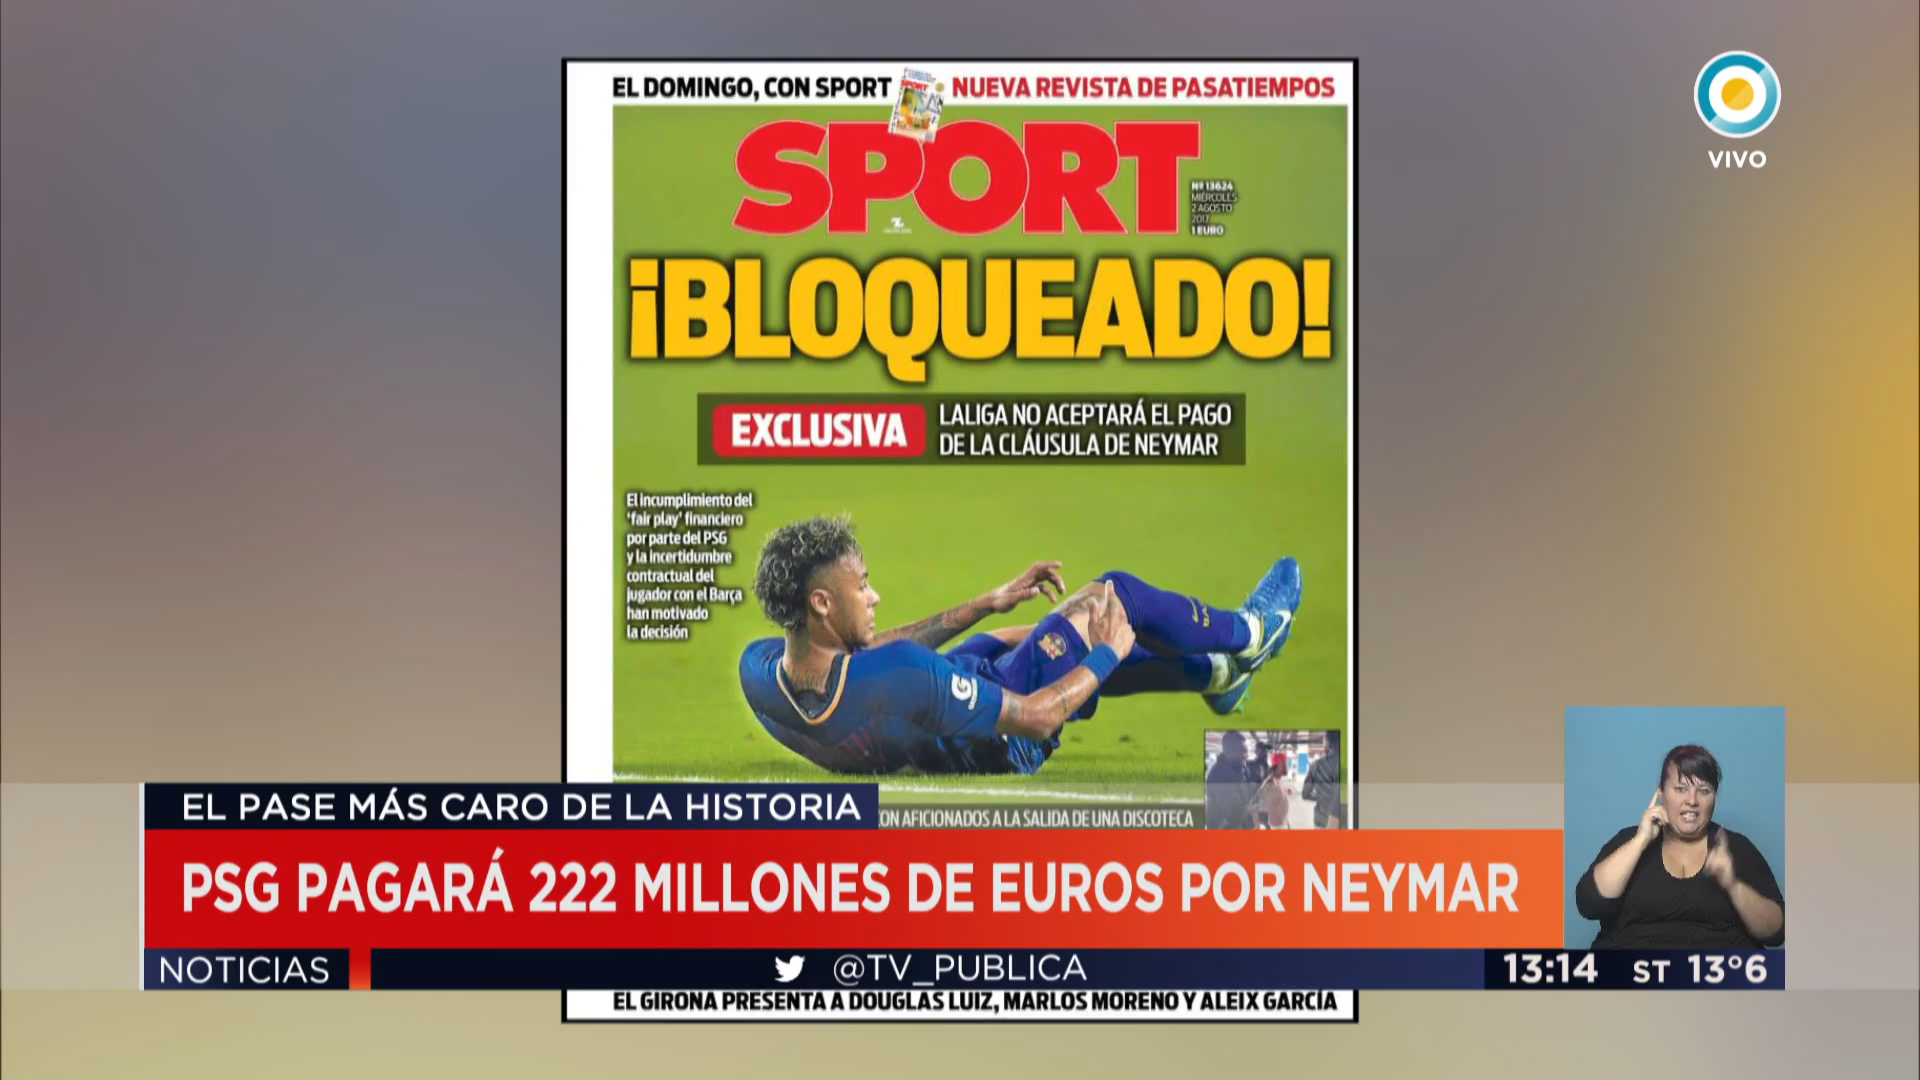 EL DOMINGO, CON SPORT NUEVA REVISTA DE PASATIEMPOS
SPORT
Nº 13624
MIÉRCOLES
2 AGOSTO
2017
1 EURO
¡BLOQUEADO!
EXCLUSIVA
LALIGA NO ACEPTARÁ EL PAGO
DE LA CLÁUSULA DE NEYMAR
El incumplimiento del
'fair play' financiero
por parte del PSG
y la incertidumbre
contractual del
jugador con el Barça
han motivado
la decisión
CON AFICIONADOS A LA SALIDA DE UNA DISCOTECA
EL GIRONA PRESENTA A DOUGLAS LUIZ, MARLOS MORENO Y ALEIX GARCÍA
VIVO
EL PASE MÁS CARO DE LA HISTORIA
PSG PAGARÁ 222 MILLONES DE EUROS POR NEYMAR
NOTICIAS
@TV_PUBLICA
13:14 ST 13°6